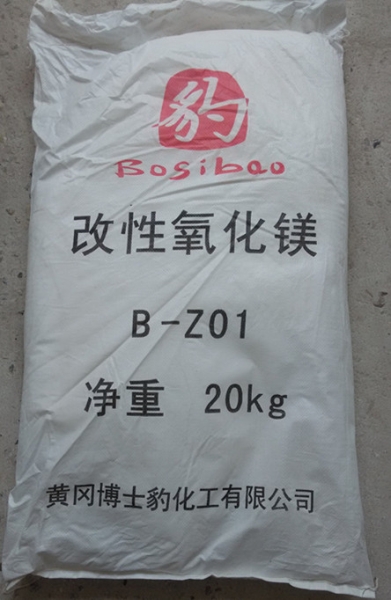 豹
Bosibao
改性氧化镁
B-Z01
净重 20kg
黄冈博士豹化工有限公司